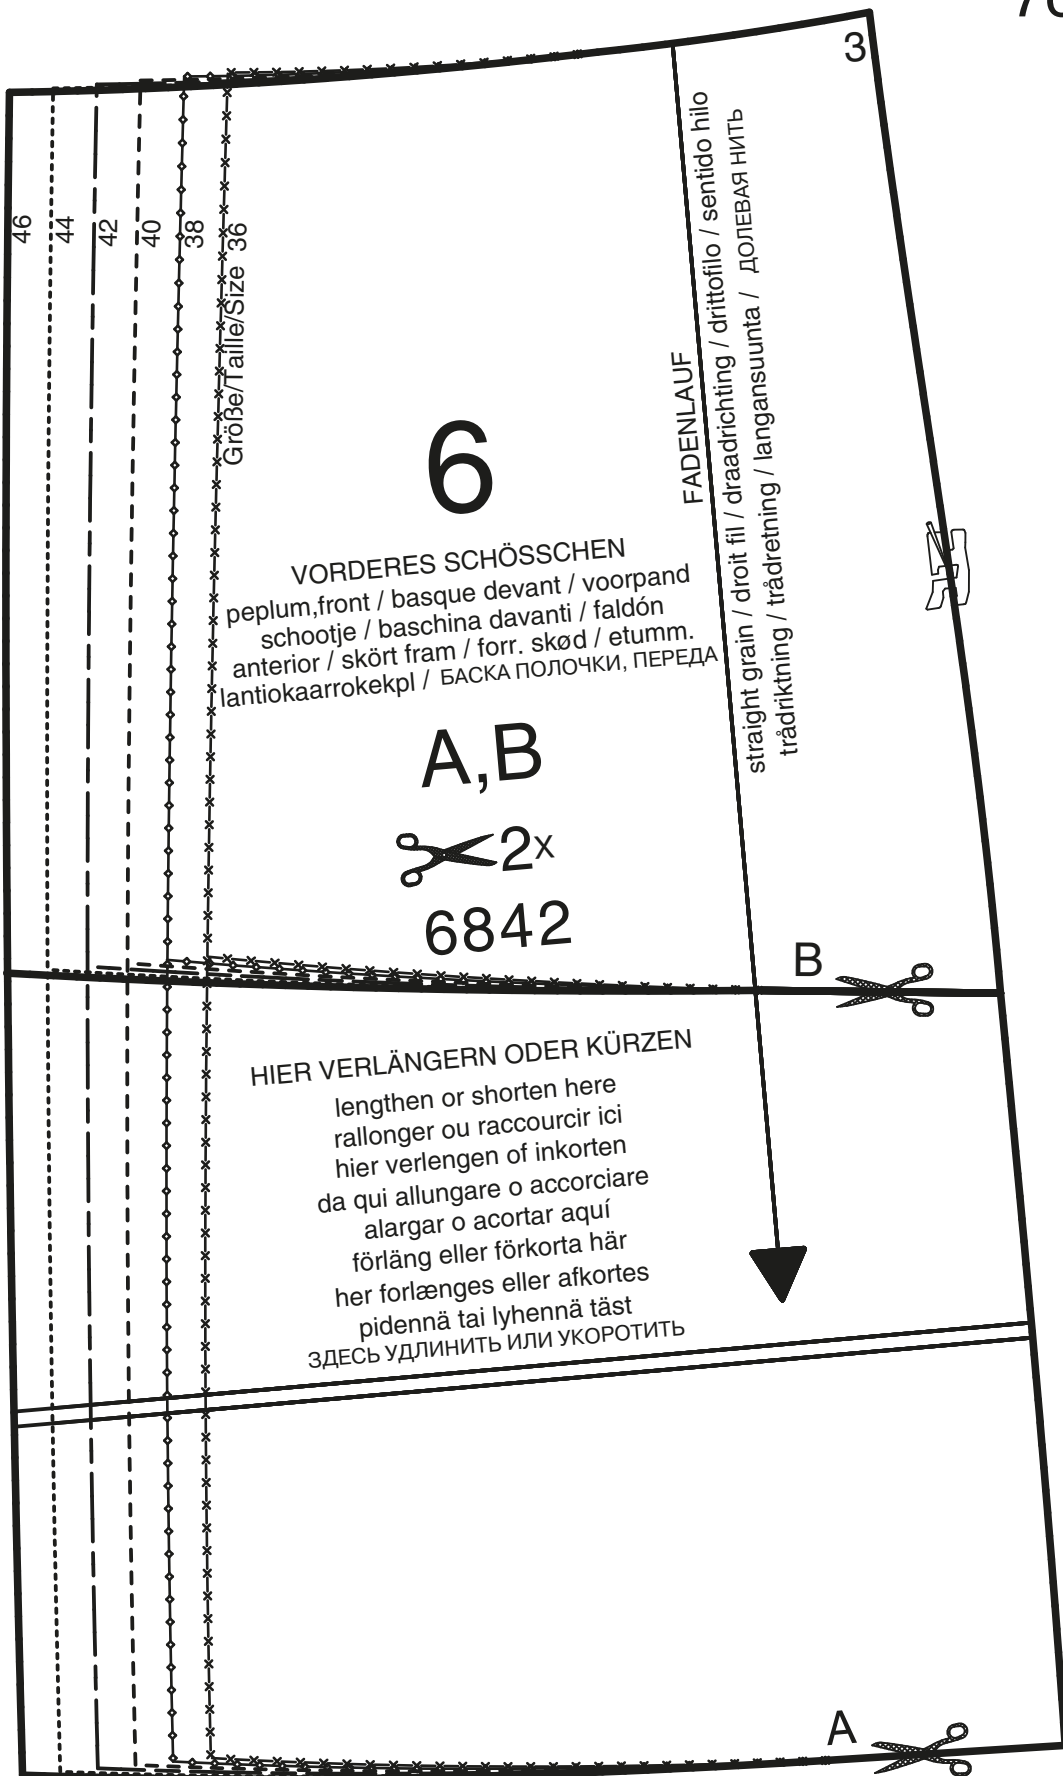 3
46
44
42
40
38
Größe/Taille/Size 36
6
VORDERES SCHÖSSCHEN
peplum,front / basque devant / voorpand
schootje / baschina davanti / faldón
anterior / skört fram / forr. skød / etumm.
lantiokaarrokekpl / БАСКА ПОЛОЧКИ, ПЕРЕДА
A,B
2x
6842
FADENLAUF
straight grain / droit fil / draadrichting / drittofilo / sentido hilo
trådriktning / trådretning / langansuunta / ДОЛЕВАЯ НИТЬ
B
HIER VERLÄNGERN ODER KÜRZEN
lengthen or shorten here
rallonger ou raccourcir ici
hier verlengen of inkorten
da qui allungare o accorciare
alargar o acortar aquí
förläng eller förkorta här
her forlænges eller afkortes
pidennä tai lyhennä täst
ЗДЕСЬ УДЛИНИТЬ ИЛИ УКОРОТИТЬ
A